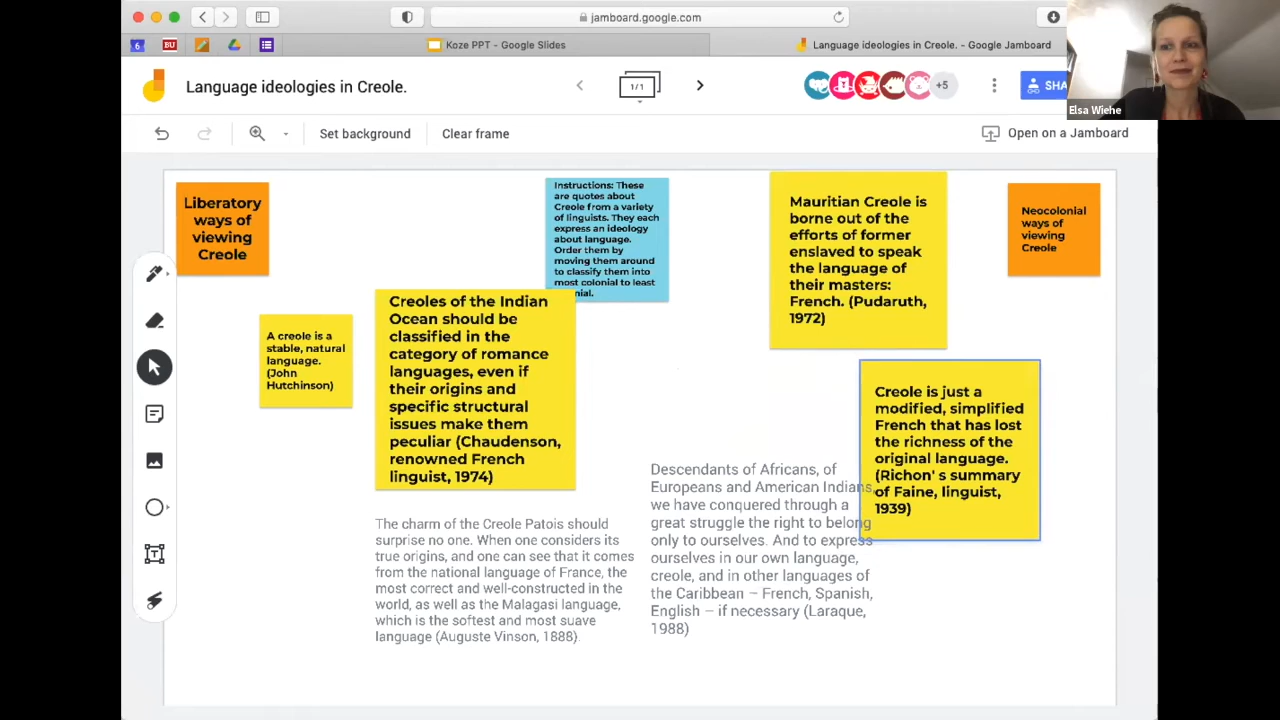 jamboard.google.com
6
BU
Koze PPT - Google Slides
Language ideologies in Creole. - Google Jamboard
Language ideologies in Creole.
1/1
+5
SHA
Elsa Wiehe
Set background
Clear frame
Open on a Jamboard
Liberatory
ways of
viewing
Creole
Instructions: These
are quotes about
Creole from a variety
of linguists. They each
express an ideology
about language.
Order them by
moving them around
to classify them into
most colonial to least
nial.
Mauritian Creole is
borne out of the
efforts of former
enslaved to speak
the language of
their masters:
French. (Pudaruth,
1972)
Neocolonial
ways of
viewing
Creole
A creole is a
stable, natural
language.
(John
Hutchinson)
Creoles of the Indian
Ocean should be
classified in the
category of romance
languages, even if
their origins and
specific structural
issues make them
peculiar (Chaudenson,
renowned French
linguist, 1974)
Creole is just a
modified, simplified
French that has lost
the richness of the
original language.
(Richon' s summary
of Faine, linguist,
1939)
The charm of the Creole Patois should
surprise no one. When one considers its
true origins, and one can see that it comes
from the national language of France, the
most correct and well-constructed in the
world, as well as the Malagasi language,
which is the softest and most suave
language (Auguste Vinson, 1888).
Descendants of Africans, of
Europeans and American Indians,
we have conquered through a
great struggle the right to belong
only to ourselves. And to express
ourselves in our own language,
creole, and in other languages of
the Caribbean – French, Spanish,
English – if necessary (Laraque,
1988)